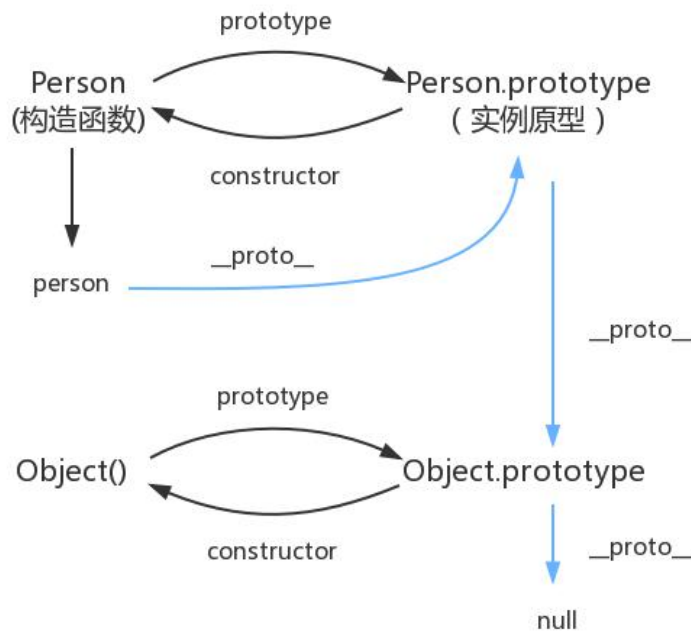 prototype
Person
(构造函数)
Person.prototype
（实例原型）
constructor
__proto__
person
__proto__
prototype
Object()
Object.prototype
constructor
__proto__
null